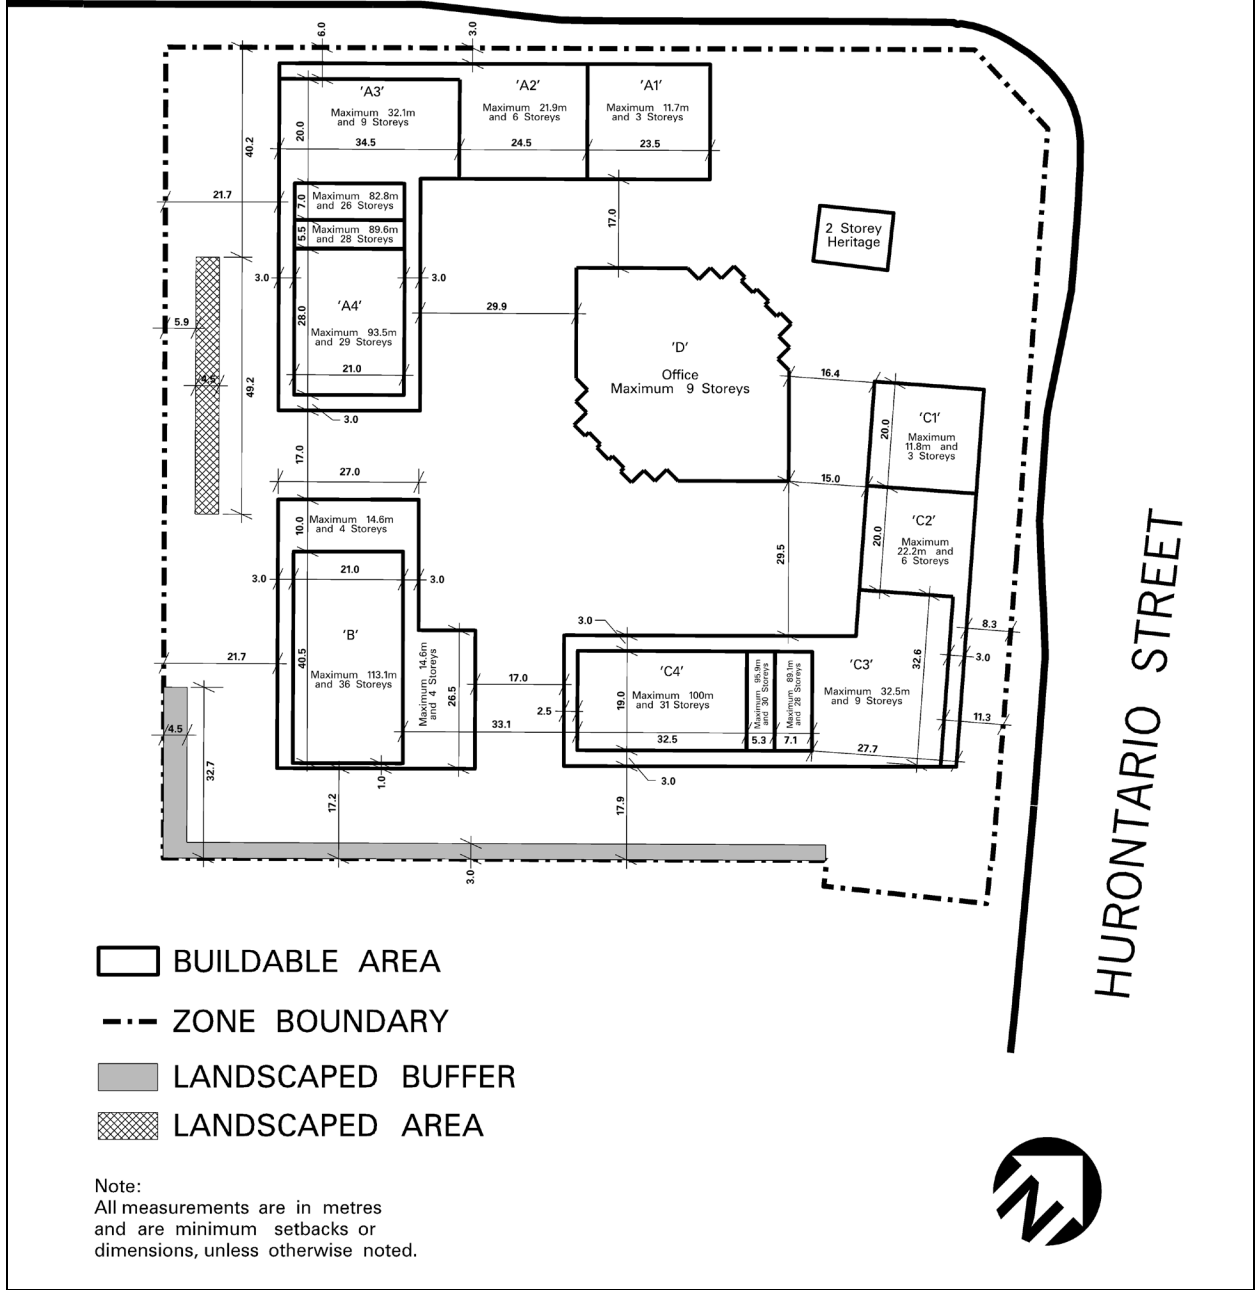 6.0
3.0
'A3'
Maximum 32.1m
and 9 Storeys
'A2'
Maximum 21.9m
and 6 Storeys
'A1'
Maximum 11.7m
and 3 Storeys
20.0
40.2
34.5
24.5
23.5
21.7
7.0
Maximum 82.8m
and 26 Storeys
5.5
Maximum 89.6m
and 28 Storeys
17.0
2 Storey
Heritage
3.0
3.0
'A4'
28.0
Maximum 93.5m
and 29 Storeys
29.9
5.9
21.0
4.5
49.2
3.0
'D'
Office
Maximum 9 Storeys
16.4
'C1'
Maximum
11.8m and
3 Storeys
20.0
17.0
27.0
15.0
10.0
Maximum 14.6m
and 4 Storeys
'C2'
Maximum
22.2m and
6 Storeys
20.0
29.5
3.0
21.0
3.0
'B'
Maximum 113.1m
and 36 Storeys
40.5
21.7
Maximum 14.6m
and 4 Storeys
26.5
3.0
17.0
2.5
33.1
'C4'
Maximum 100m
and 31 Storeys
19.0
32.5
Maximum 95.9m
and 30 Storeys
5.3
Maximum 89.1m
and 28 Storeys
7.1
'C3'
Maximum 32.5m
and 9 Storeys
32.6
8.3
3.0
11.3
27.7
4.5
32.7
17.2
1.0
3.0
17.9
3.0
HURONTARIO STREET
BUILDABLE AREA
ZONE BOUNDARY
LANDSCAPED BUFFER
LANDSCAPED AREA
Note:
All measurements are in metres
and are minimum setbacks or
dimensions, unless otherwise noted.
N